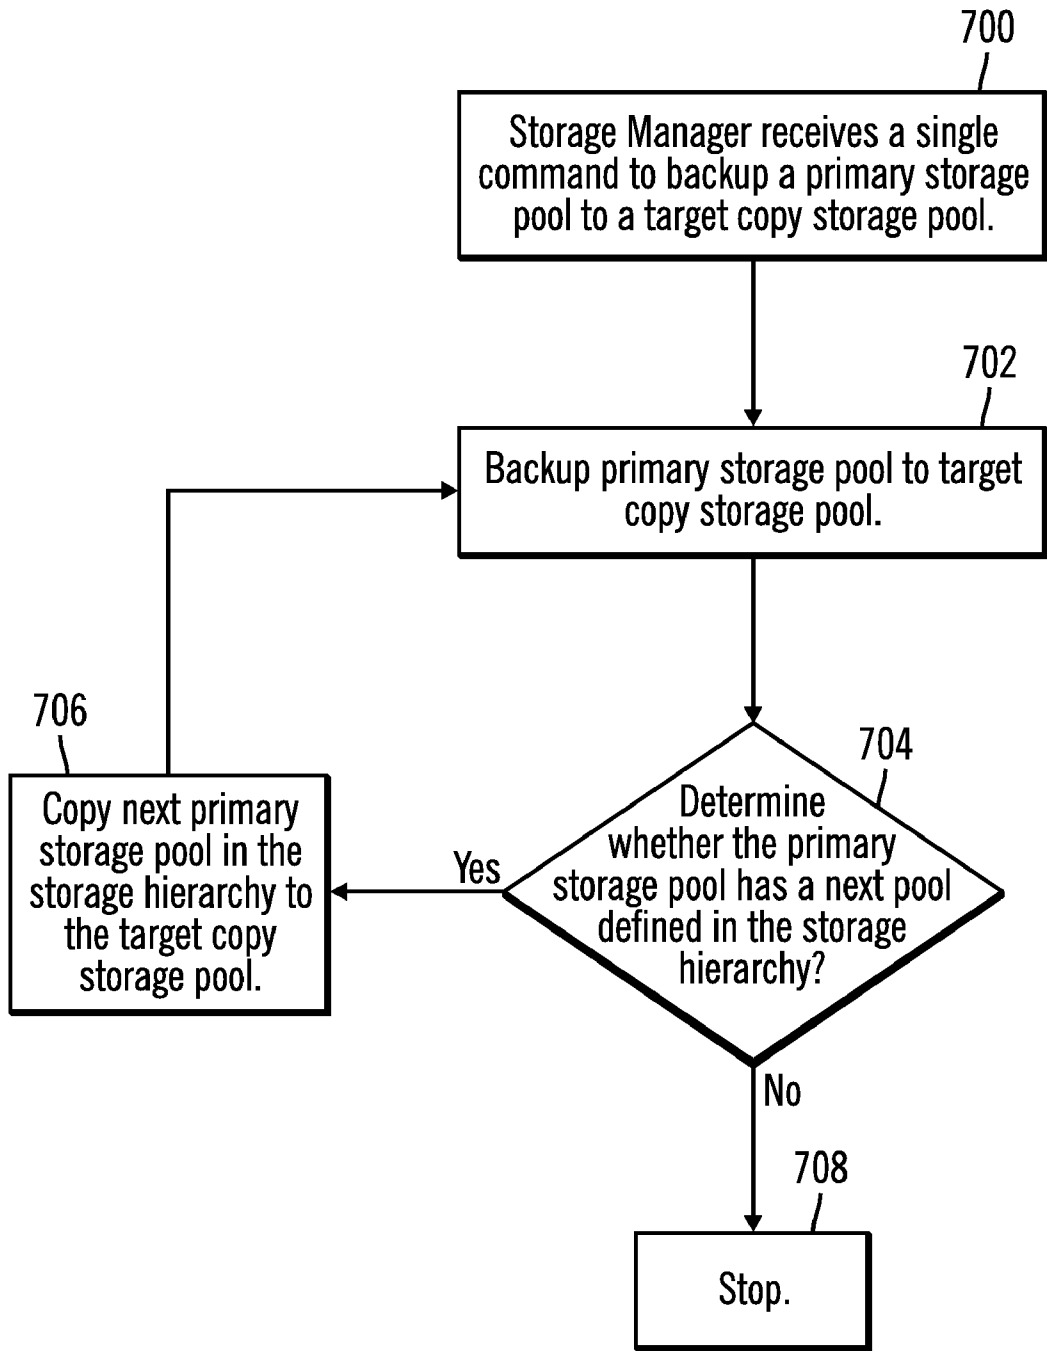 700
Storage Manager receives a single
command to backup a primary storage
pool to a target copy storage pool.
702
Backup primary storage pool to target
copy storage pool.
704
Determine
whether the primary
storage pool has a next pool
defined in the storage
hierarchy?
Yes
706
Copy next primary
storage pool in the
storage hierarchy to
the target copy
storage pool.
No
708
Stop.